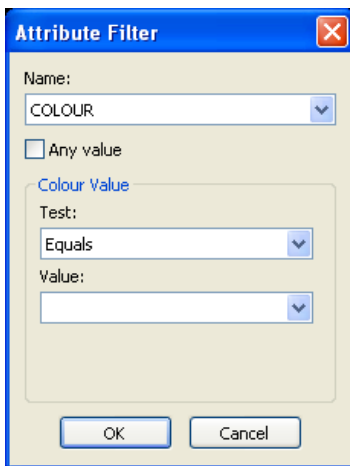 Attribute Filter
Name:
COLOUR
Any value
Colour Value
Test:
Equals
Value:
OK Cancel